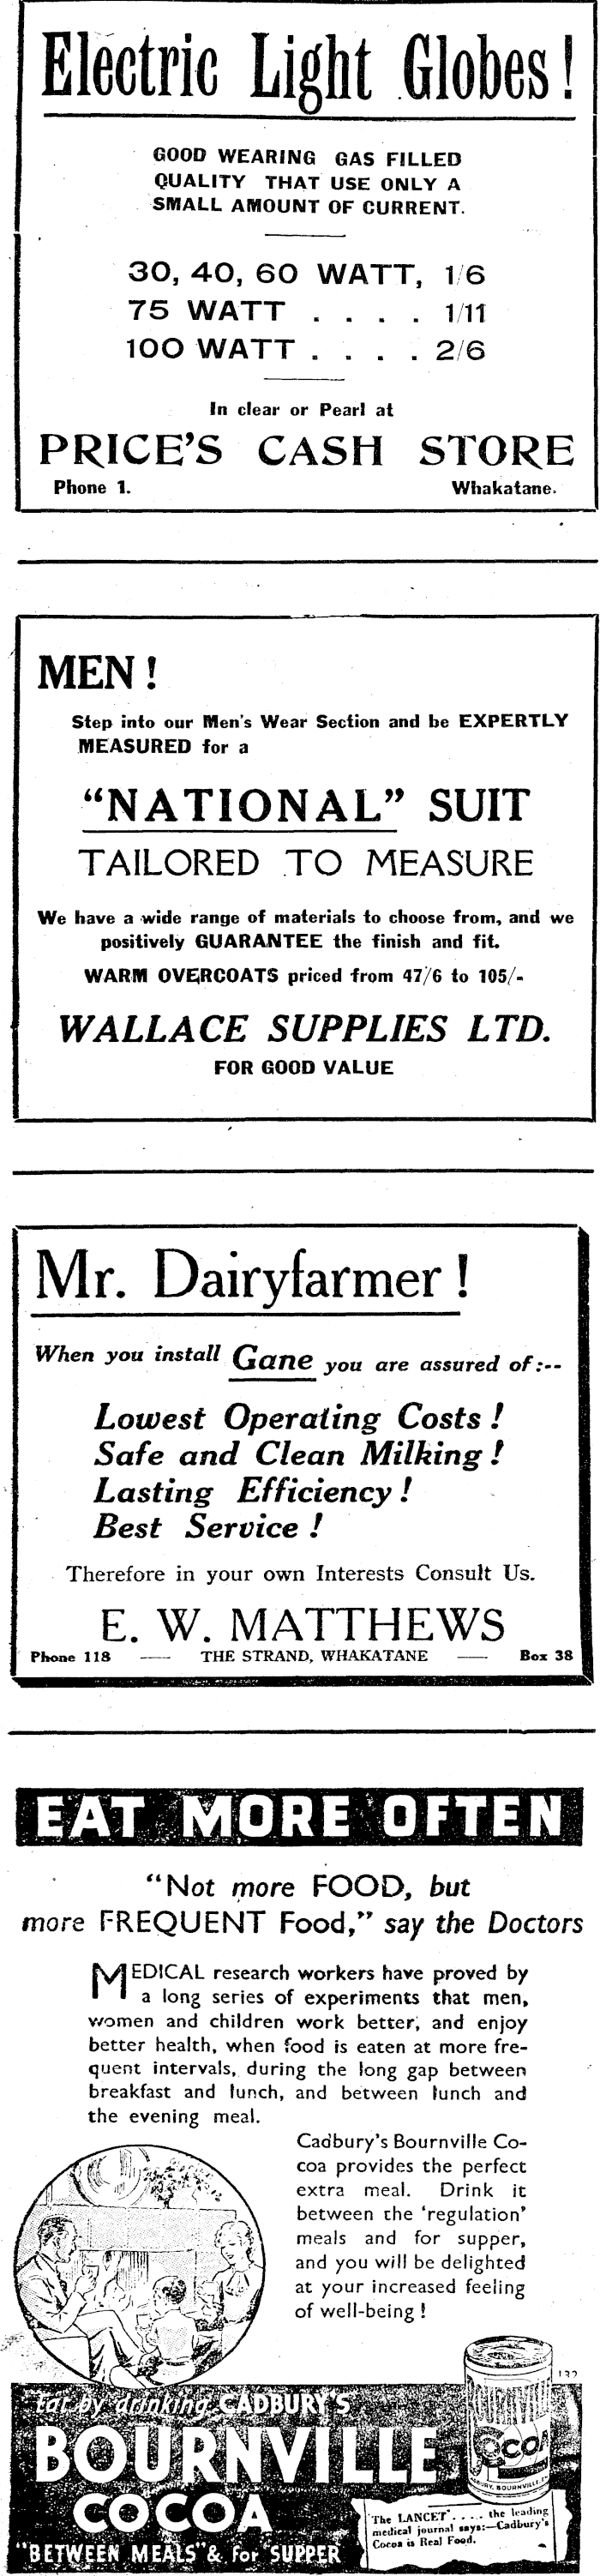 Electric Light Globes!
GOOD WEARING GAS FILLED
QUALITY THAT USE ONLY A
SMALL AMOUNT OF CURRENT.
30, 40, 60 WATT, 1/6
75 WATT . . . . 1/11
100 WATT . . . . 2/6
In clear or Pearl at
PRICE'S CASH STORE
Phone 1. Whakatane.
MEN!
Step into our Men's Wear Section and be EXPERTLY
MEASURED for a
"NATIONAL" SUIT
TAILORED TO MEASURE
We have a wide range of materials to choose from, and we
positively GUARANTEE the finish and fit.
WARM OVERCOATS priced from 47/6 to 105/-
WALLACE SUPPLIES LTD.
FOR GOOD VALUE
Mr. Dairyfarmer!
When you install Gane you are assured of:--
Lowest Operating Costs!
Safe and Clean Milking!
Lasting Efficiency!
Best Service!
Therefore in your own Interests Consult Us.
E. W. MATTHEWS
Phone 118 — THE STRAND, WHAKATANE — Box 38
EAT MORE OFTEN
"Not more FOOD, but
more FREQUENT Food," say the Doctors
MEDICAL research workers have proved by
a long series of experiments that men,
women and children work better, and enjoy
better health, when food is eaten at more fre-
quent intervals, during the long gap between
breakfast and lunch, and between lunch and
the evening meal.
Cadbury's Bournville Co-
coa provides the perfect
extra meal. Drink it
between the 'regulation'
meals and for supper,
and you will be delighted
at your increased feeling
of well-being!
132
Eat by drinking CADBURY'S
BOURNVILLE
COCOA
"BETWEEN MEALS" & for SUPPER
COCOA
BOURNVILLE
'The LANCET'.... the leading
medical journal says:—Cadbury's
Cocoa is Real Food.